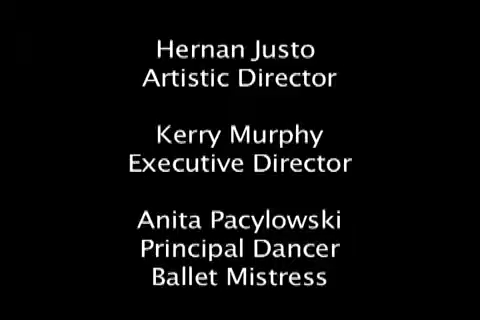 Hernan Justo
Artistic Director
Kerry Murphy
Executive Director
Anita Pacylowski
Principal Dancer
Ballet Mistress